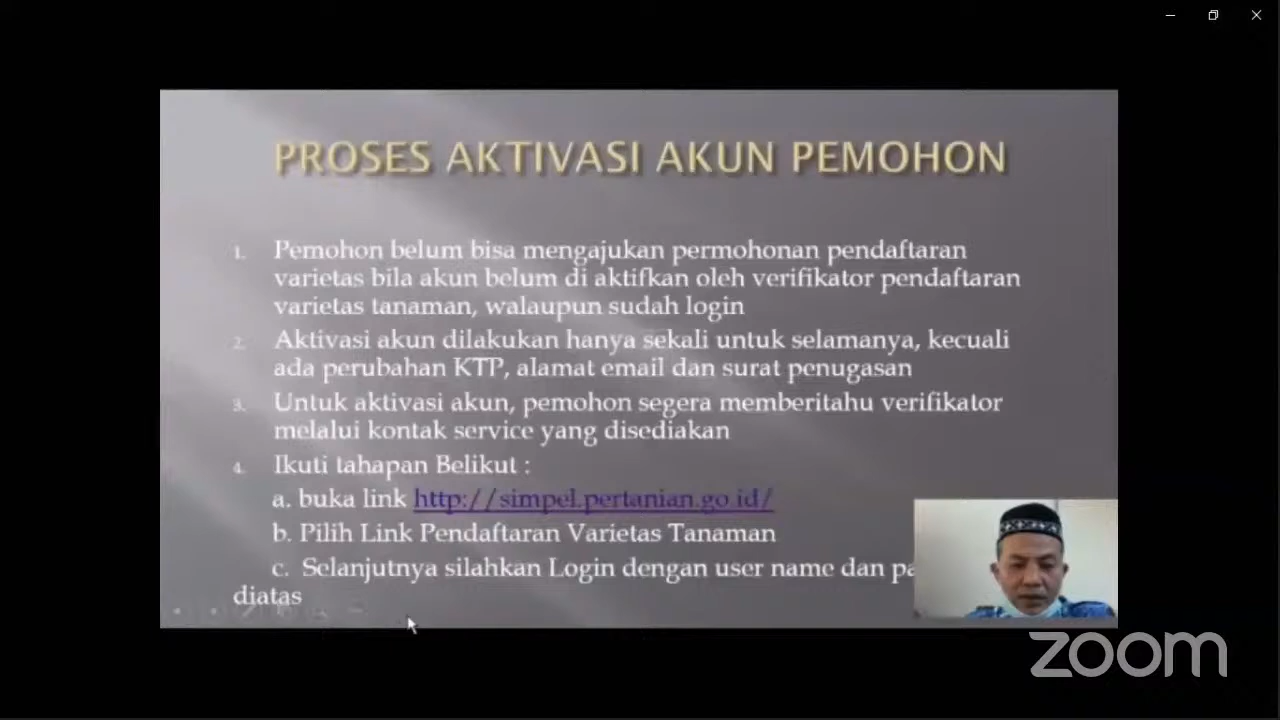 PROSES AKTIVASI AKUN PEMOHON
1. Pemohon belum bisa mengajukan permohonan pendaftaran
varietas bila akun belum di aktifkan oleh verifikator pendaftaran
varietas tanaman, walaupun sudah login
2. Aktivasi akun dilakukan hanya sekali untuk selamanya, kecuali
ada perubahan KTP, alamat email dan surat penugasan
3. Untuk aktivasi akun, pemohon segera memberitahu verifikator
melalui kontak service yang disediakan
4. Ikuti tahapan Belikut :
a. buka link http://simpel.pertanian.go.id/
b. Pilih Link Pendaftaran Varietas Tanaman
c. Selanjutnya silahkan Login dengan user name dan
diatas
zoom